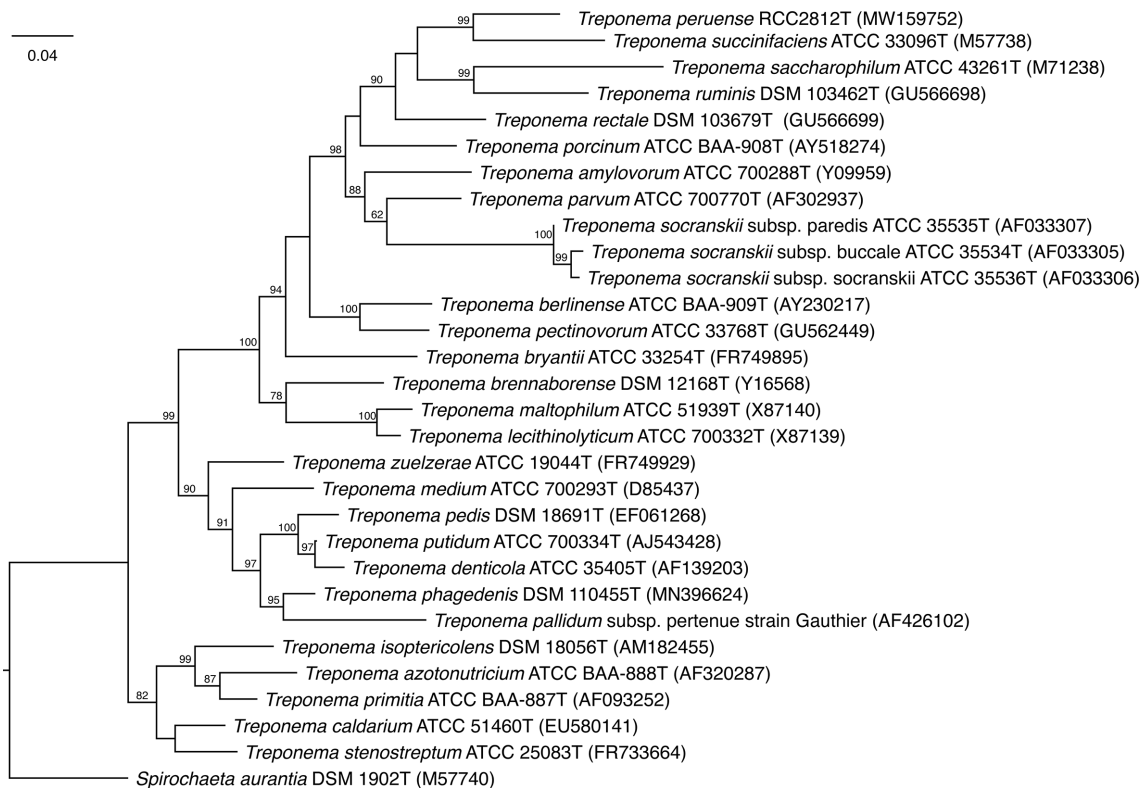 99
Treponema peruense RCC2812T (MW159752)
Treponema succinifaciens ATCC 33096T (M57738)
0.04
99
Treponema saccharophilum ATCC 43261T (M71238)
90
Treponema ruminis DSM 103462T (GU566698)
Treponema rectale DSM 103679T (GU566699)
98
Treponema porcinum ATCC BAA-908T (AY518274)
Treponema amylovorum ATCC 700288T (Y09959)
88
Treponema parvum ATCC 700770T (AF302937)
62
Treponema socranskii subsp. paredis ATCC 35535T (AF033307)
100
Treponema socranskii subsp. buccale ATCC 35534T (AF033305)
99
Treponema socranskii subsp. socranskii ATCC 35536T (AF033306)
94
Treponema berlinense ATCC BAA-909T (AY230217)
100
Treponema pectinovorum ATCC 33768T (GU562449)
100
Treponema bryantii ATCC 33254T (FR749895)
Treponema brennaborense DSM 12168T (Y16568)
78
Treponema maltophilum ATCC 51939T (X87140)
99
100
Treponema lecithinolyticum ATCC 700332T (X87139)
Treponema zuelzerae ATCC 19044T (FR749929)
90
Treponema medium ATCC 700293T (D85437)
91
Treponema pedis DSM 18691T (EF061268)
100
Treponema putidum ATCC 700334T (AJ543428)
97
97
Treponema denticola ATCC 35405T (AF139203)
Treponema phagedenis DSM 110455T (MN396624)
95
Treponema pallidum subsp. pertenue strain Gauthier (AF426102)
Treponema isoptericolens DSM 18056T (AM182455)
99
Treponema azotonutricium ATCC BAA-888T (AF320287)
87
82
Treponema primitia ATCC BAA-887T (AF093252)
Treponema caldarium ATCC 51460T (EU580141)
Treponema stenostreptum ATCC 25083T (FR733664)
Spirochaeta aurantia DSM 1902T (M57740)